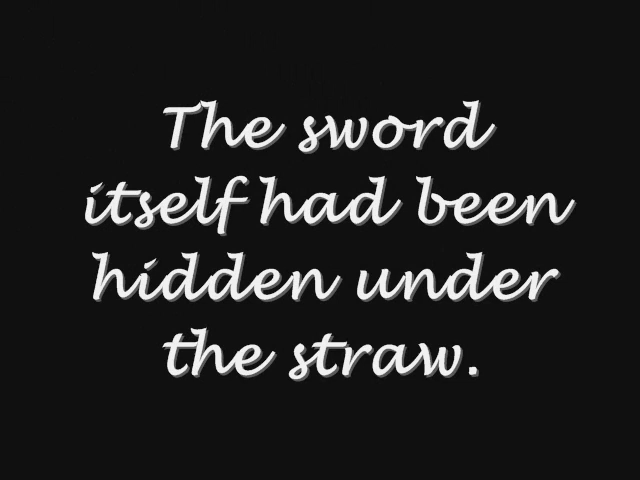 The sword
itself had been
hidden under
the straw.